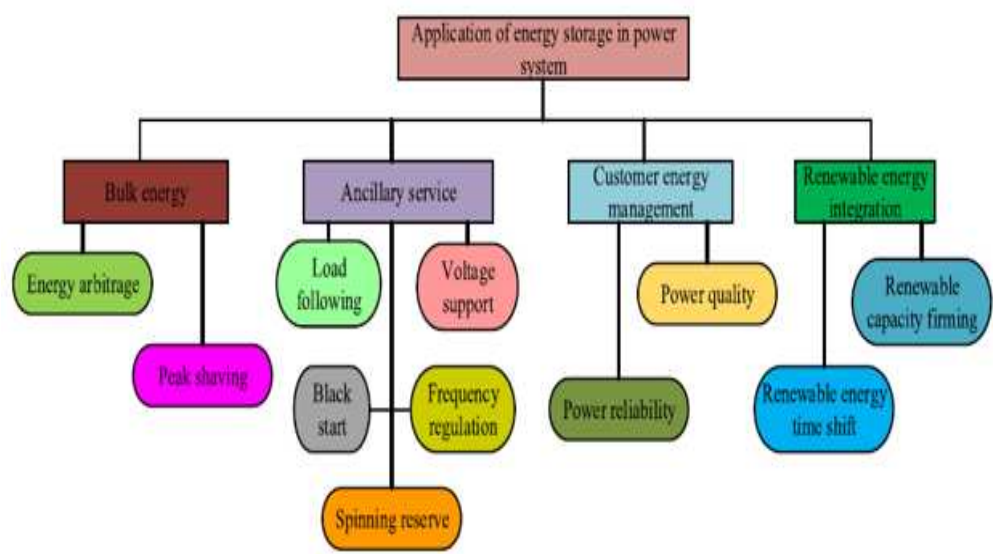 Application of energy storage in power
system
Bulk energy
Ancillary service
Customer energy
management
Renewable energy
integration
Energy arbitrage
Load
following
Voltage
support
Power quality
Renewable
capacity firming
Peak shaving
Black
start
Frequency
regulation
Power reliability
Renewable energy
time shift
Spinning reserve